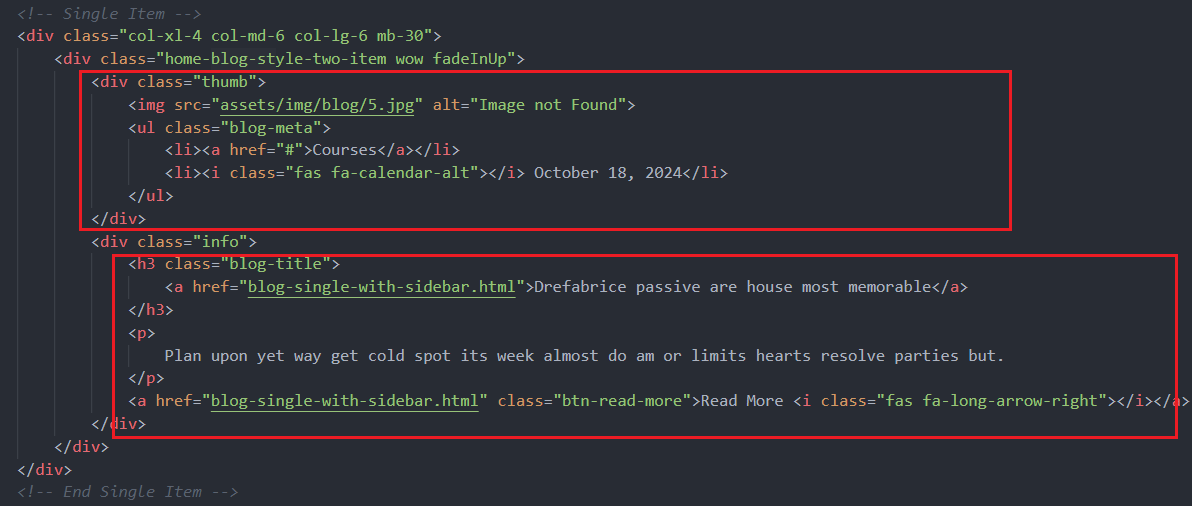 <!-- Single Item -->
<div class="col-xl-4 col-md-6 col-lg-6 mb-30">
<div class="home-blog-style-two-item wow fadeInUp">
<div class="thumb">
<img src="assets/img/blog/5.jpg" alt="Image not Found">
<ul class="blog-meta">
<li><a href="#">Courses</a></li>
<li><i class="fas fa-calendar-alt"></i> October 18, 2024</li>
</ul>
</div>
<div class="info">
<h3 class="blog-title">
<a href="blog-single-with-sidebar.html">Drefabrice passive are house most memorable</a>
</h3>
<p>
Plan upon yet way get cold spot its week almost do am or limits hearts resolve parties but.
</p>
<a href="blog-single-with-sidebar.html" class="btn-read-more">Read More <i class="fas fa-long-arrow-right"></i></a>
</div>
</div>
</div>
<!-- End Single Item -->